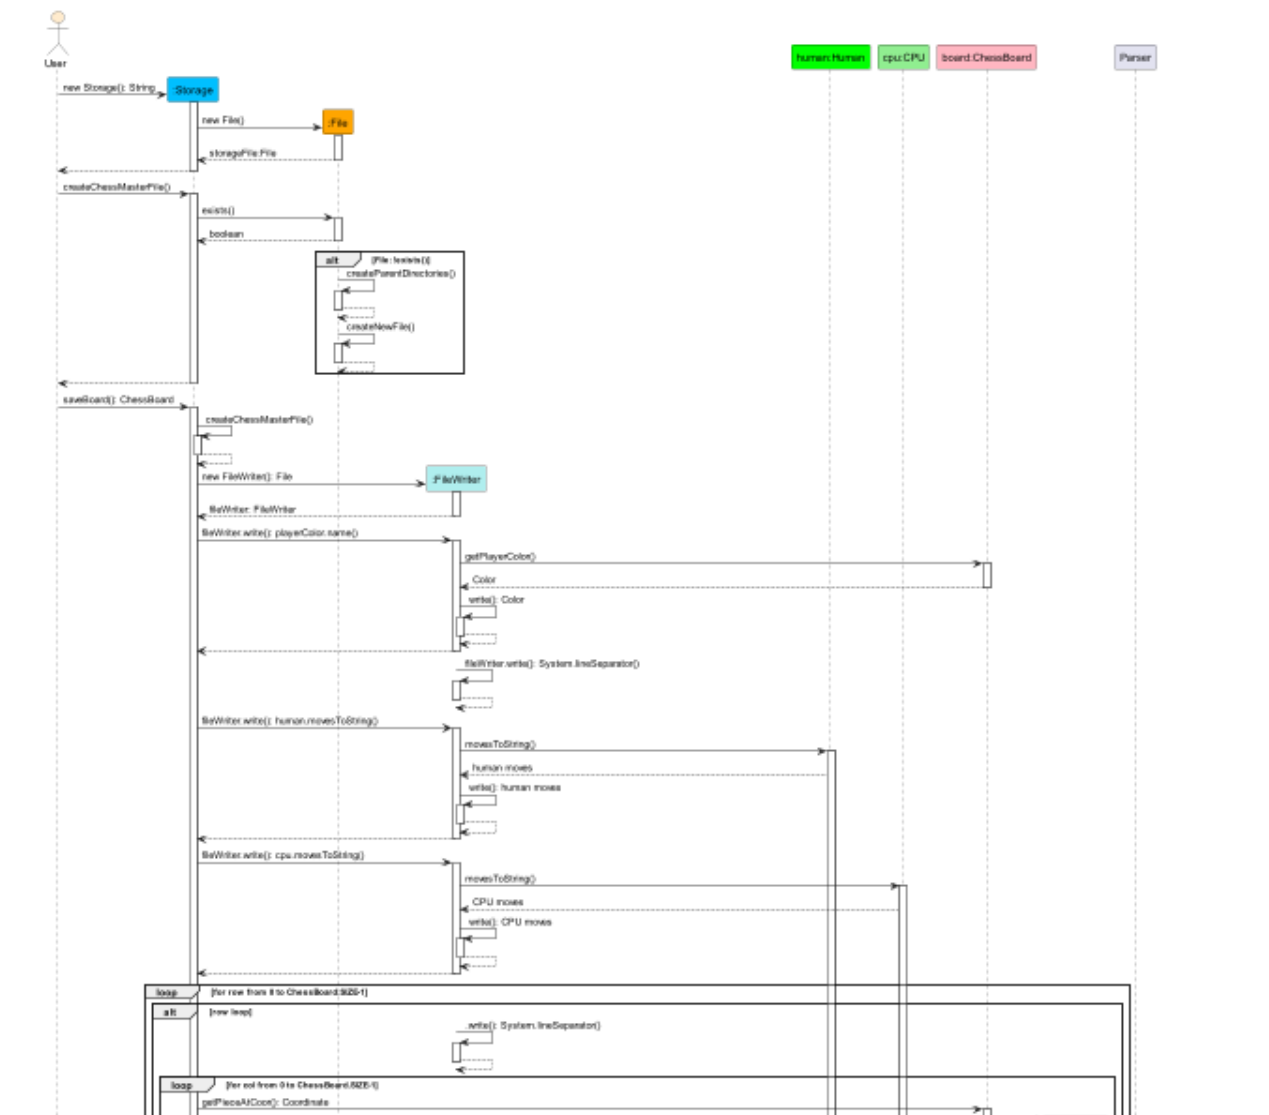 User
human:Human
cpu:CPU
board:ChessBoard
Parser
new Storage(): String
:Storage
new File()
:File
storageFile:File
createChessMasterFile()
exists()
boolean
alt
[File: !exists()]
createParentDirectories()
createNewFile()
saveBoard(): ChessBoard
createChessMasterFile()
new FileWriter(): File
:FileWriter
fileWriter: FileWriter
fileWriter.write(): playerColor.name()
getPlayerColor()
Color
write(): Color
fileWriter.write(): System.lineSeparator()
fileWriter.write(): human.movesToString()
movesToString()
human moves
write(): human moves
fileWriter.write(): cpu.movesToString()
movesToString()
CPU moves
write(): CPU moves
loop
[for row from 0 to ChessBoard.SIZE-1]
alt
[row loop]
.write(): System.lineSeparator()
loop
[for col from 0 to ChessBoard.SIZE-1]
getPieceAtCoor(): Coordinate